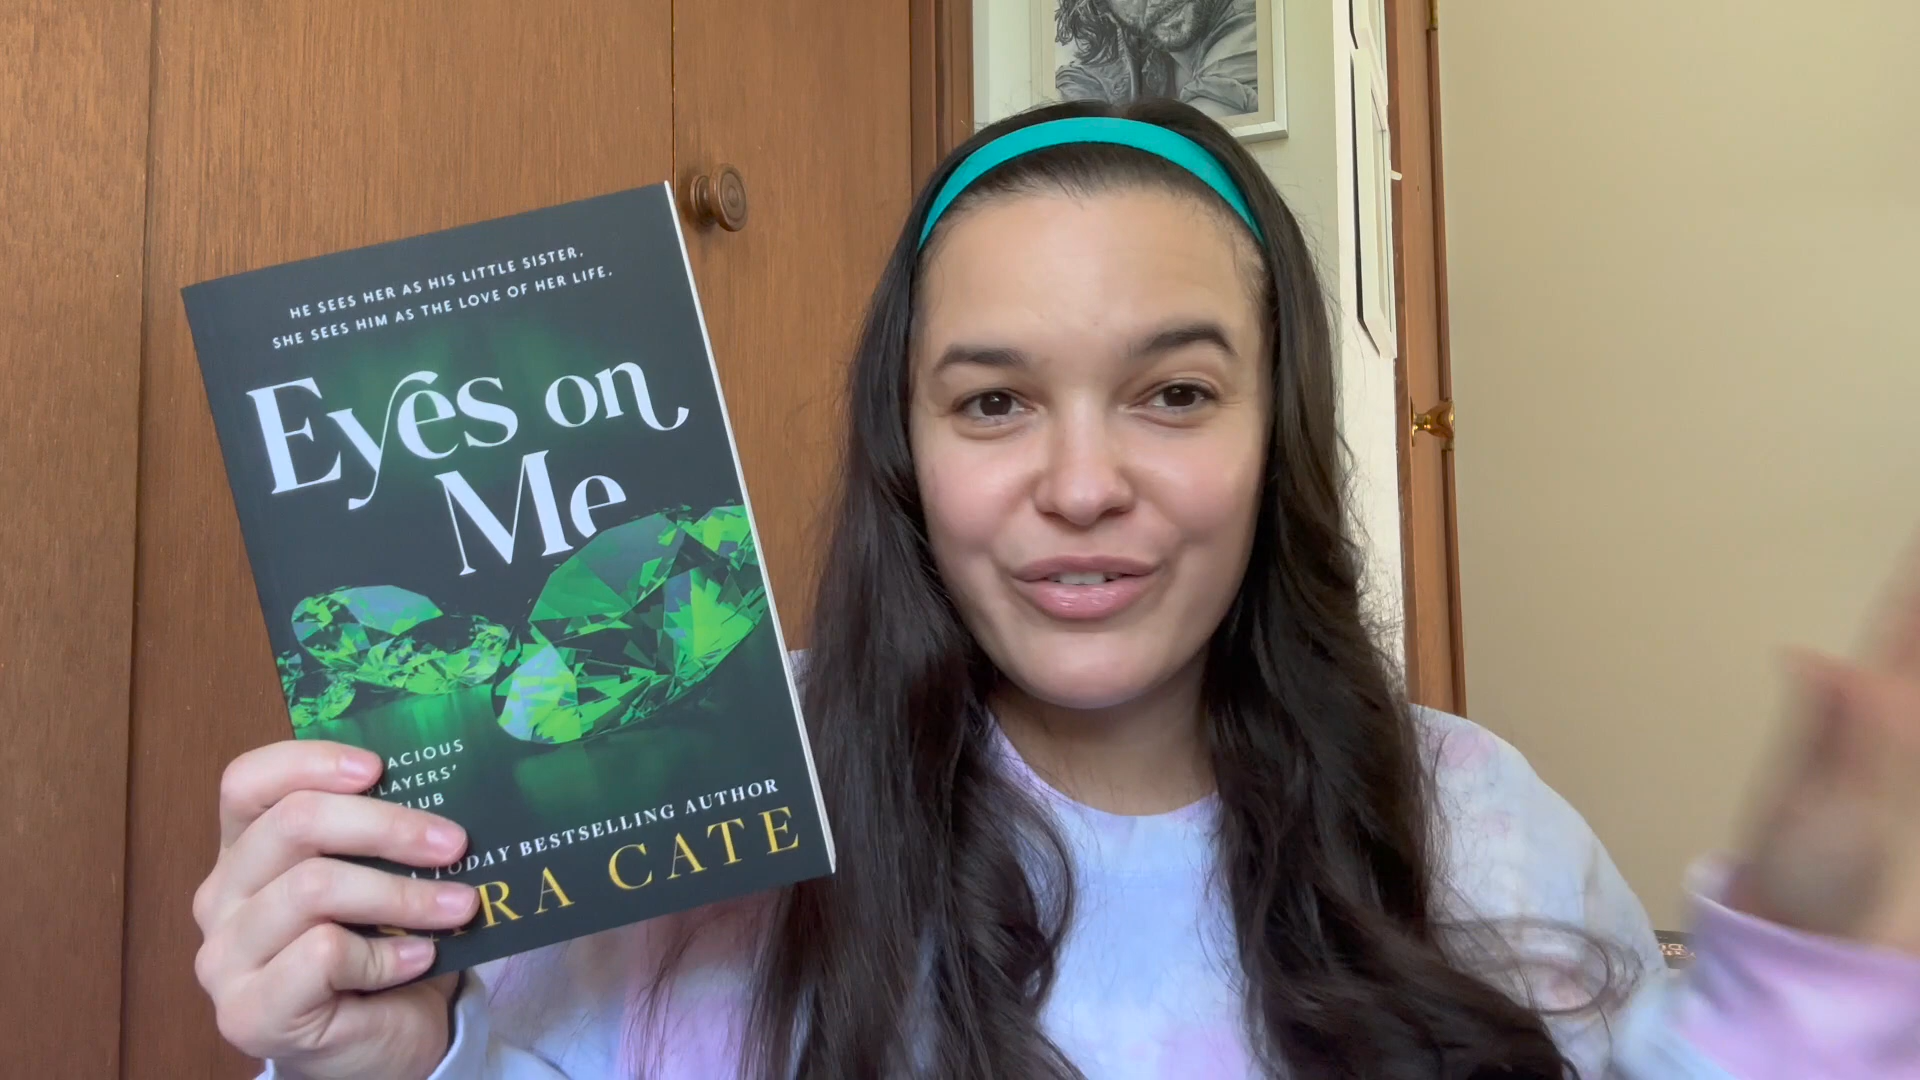 HE SEES HER AS HIS LITTLE SISTER.
SHE SEES HIM AS THE LOVE OF HER LIFE.
Eyes on
Me
TODAY BESTSELLING AUTHOR
CATE